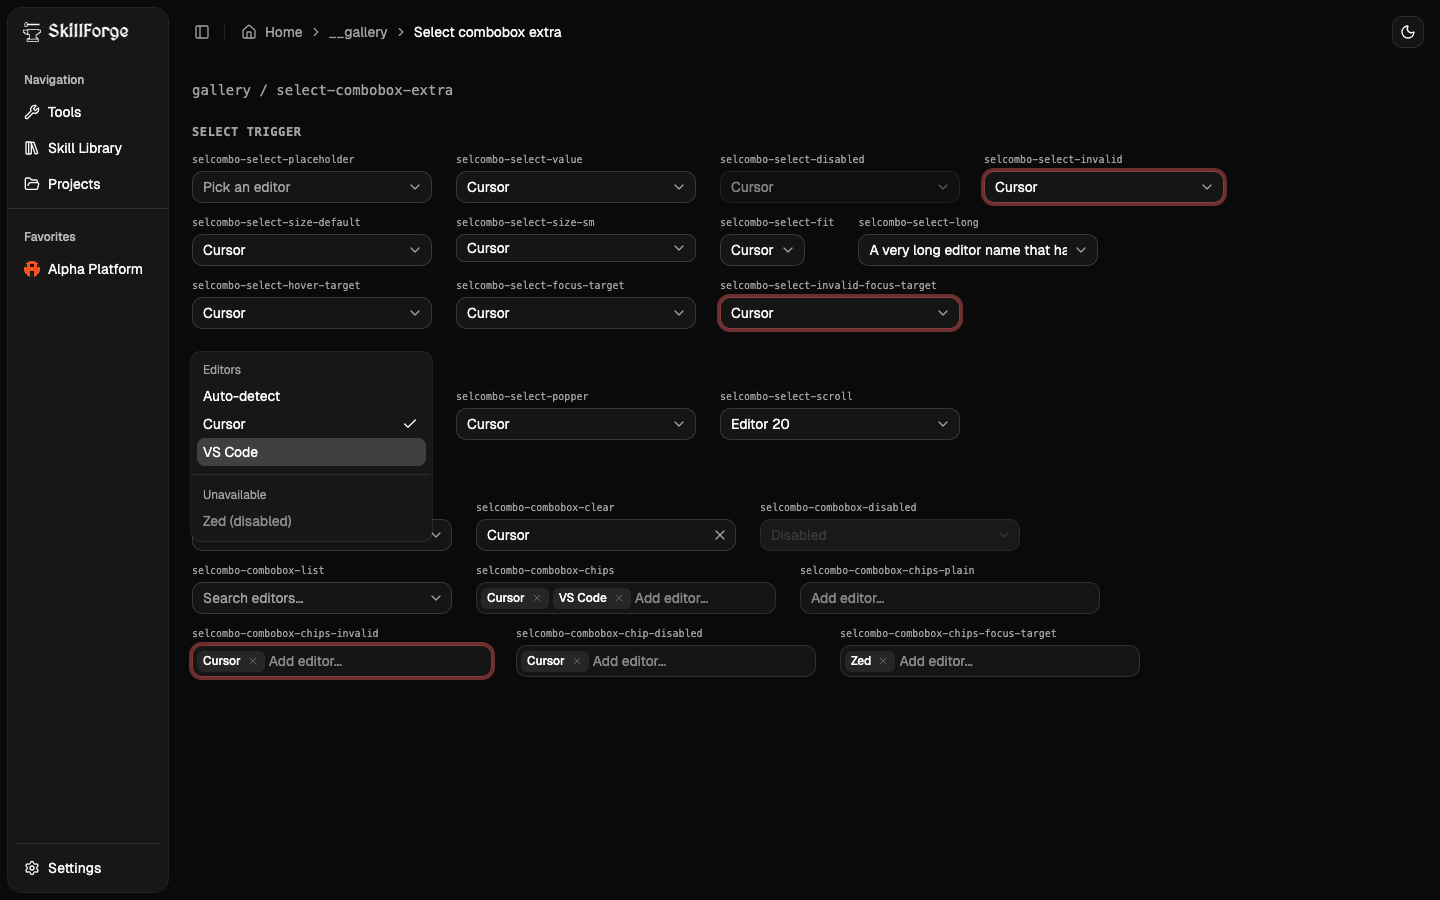 SkillForge
Home > __gallery > Select combobox extra
Navigation
Tools
Skill Library
Projects
Favorites
Alpha Platform
Settings
gallery / select-combobox-extra
SELECT TRIGGER
selcombo-select-placeholder selcombo-select-value selcombo-select-disabled selcombo-select-invalid
Pick an editor Cursor Cursor Cursor
selcombo-select-size-default selcombo-select-size-sm selcombo-select-fit selcombo-select-long
Cursor Cursor Cursor A very long editor name that ha
selcombo-select-hover-target selcombo-select-focus-target selcombo-select-invalid-focus-target
Cursor Cursor Cursor
Editors
Auto-detect selcombo-select-popper selcombo-select-scroll
Cursor Cursor Editor 20
VS Code
Unavailable
selcombo-combobox-clear selcombo-combobox-disabled
Zed (disabled)
Cursor Disabled
selcombo-combobox-list selcombo-combobox-chips selcombo-combobox-chips-plain
Search editors... Cursor VS Code Add editor... Add editor...
selcombo-combobox-chips-invalid selcombo-combobox-chip-disabled selcombo-combobox-chips-focus-target
Cursor Add editor... Cursor Add editor... Zed Add editor...